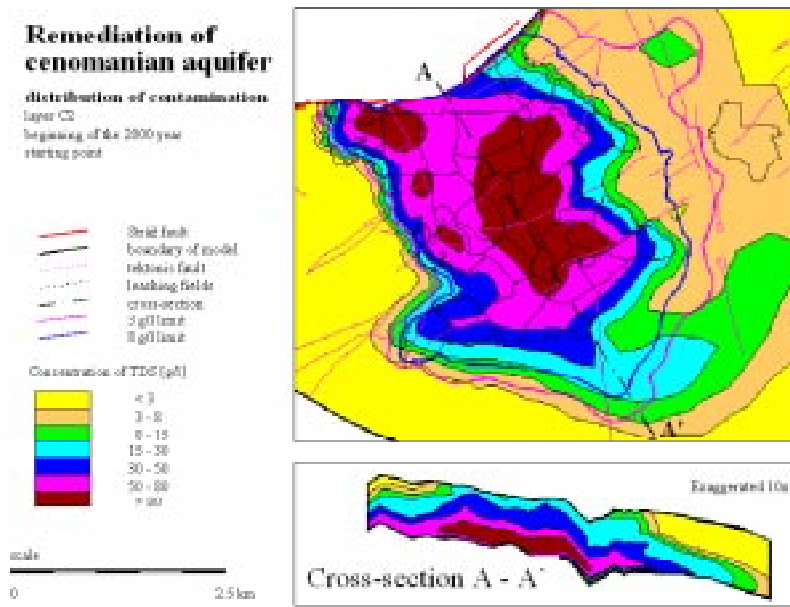 Remediation of
cenomanian aquifer
distribution of contamination
layer C2
beginning of the 2000 year
starting point
Stráž fault
boundary of model
tektonic fault
leaching fields
cross-section
3 g/l limit
8 g/l limit
Concentration of TDS [g/l]
< 3
3 - 8
8 - 15
15 - 30
30 - 50
50 - 80
> 80
scale
0 2.5 km
A
A'
Exaggerated 10x
Cross-section A - A'